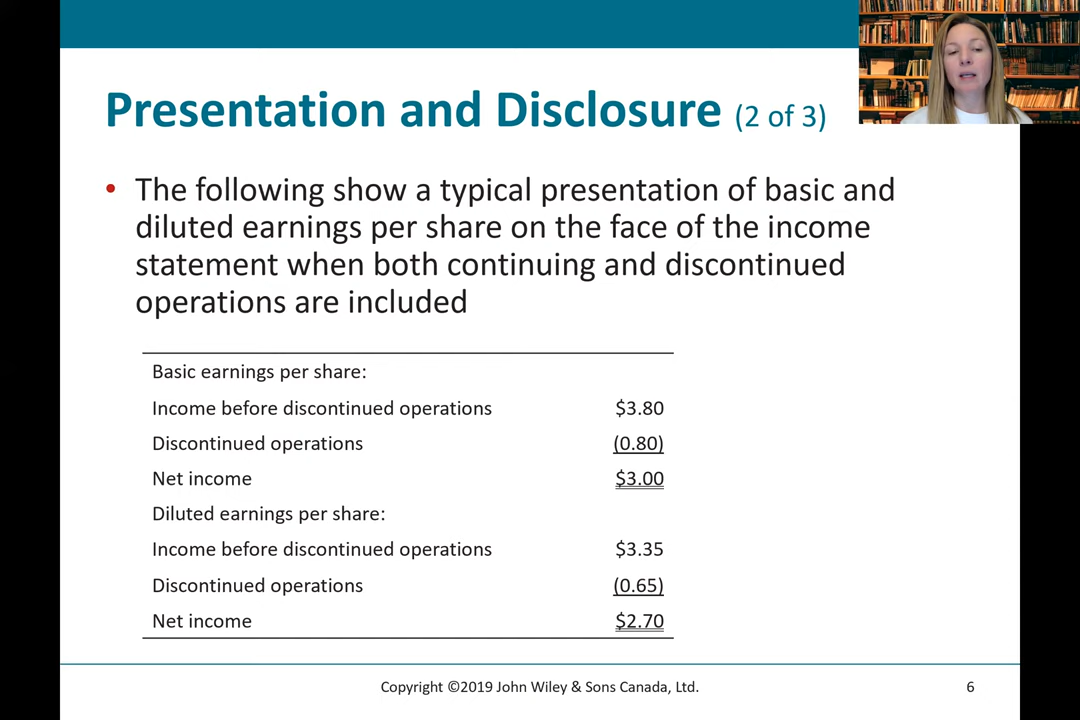 Presentation and Disclosure (2 of 3)
• The following show a typical presentation of basic and
diluted earnings per share on the face of the income
statement when both continuing and discontinued
operations are included
Basic earnings per share:
Income before discontinued operations $3.80
Discontinued operations (0.80)
Net income $3.00
Diluted earnings per share:
Income before discontinued operations $3.35
Discontinued operations (0.65)
Net income $2.70
Copyright ©2019 John Wiley & Sons Canada, Ltd. 6